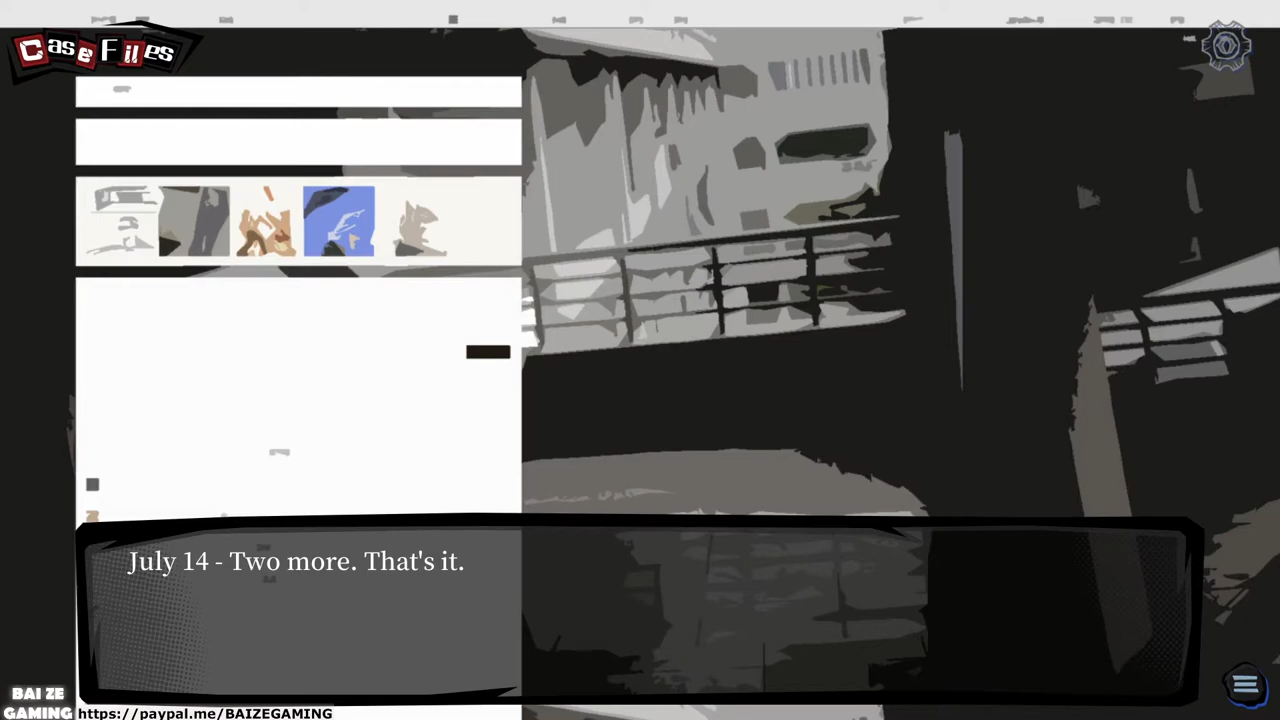 Case Files
July 14 - Two more. That's it.
BAI ZE
GAMING https://paypal.me/BAIZEGAMING